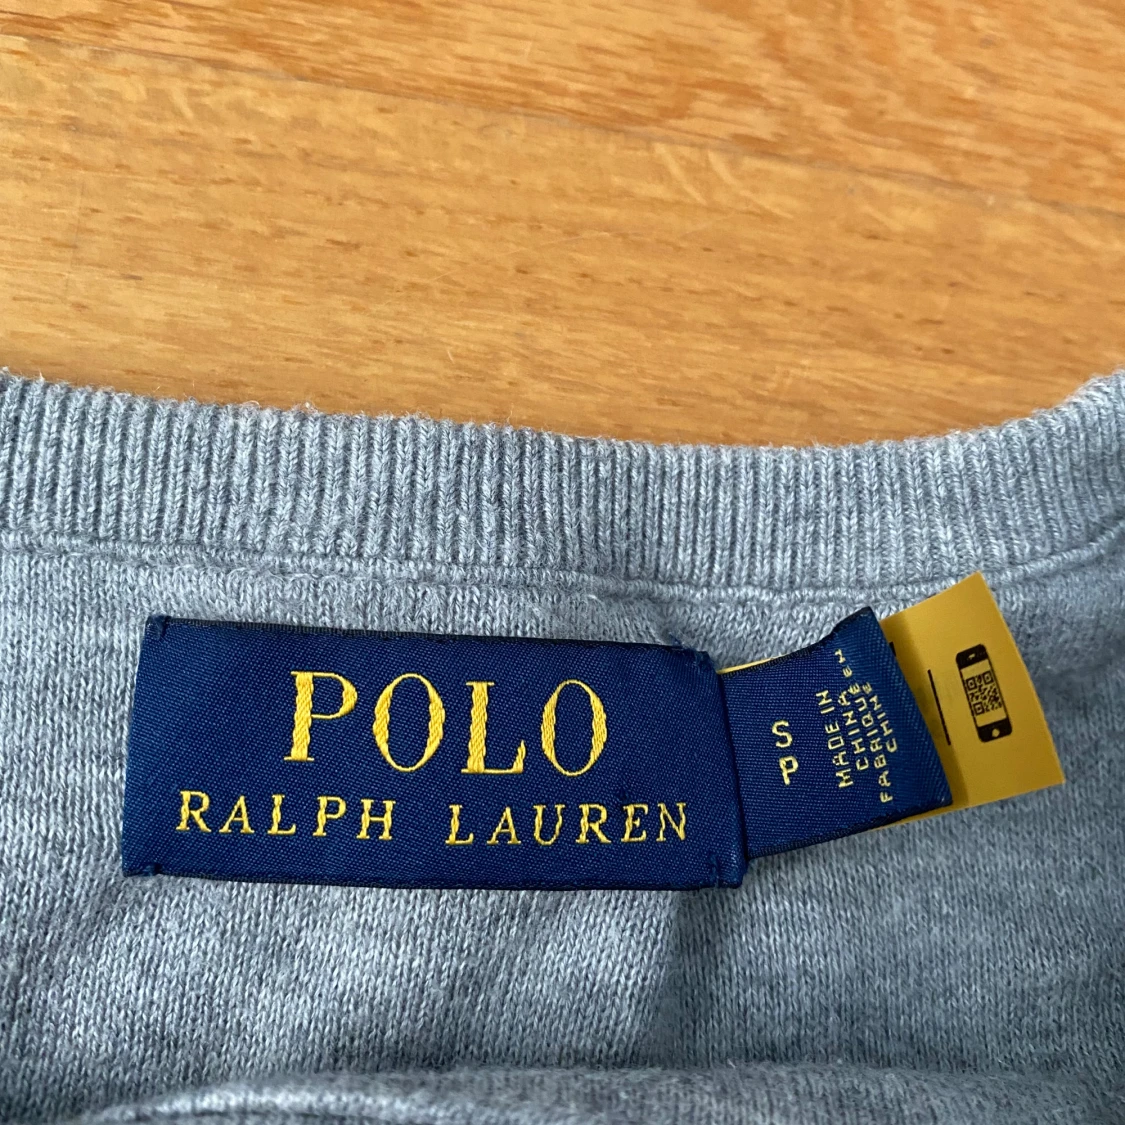 POLO
RALPH LAUREN
S
P
MADE IN
CHINA EN
FABRIQUE
CHINE